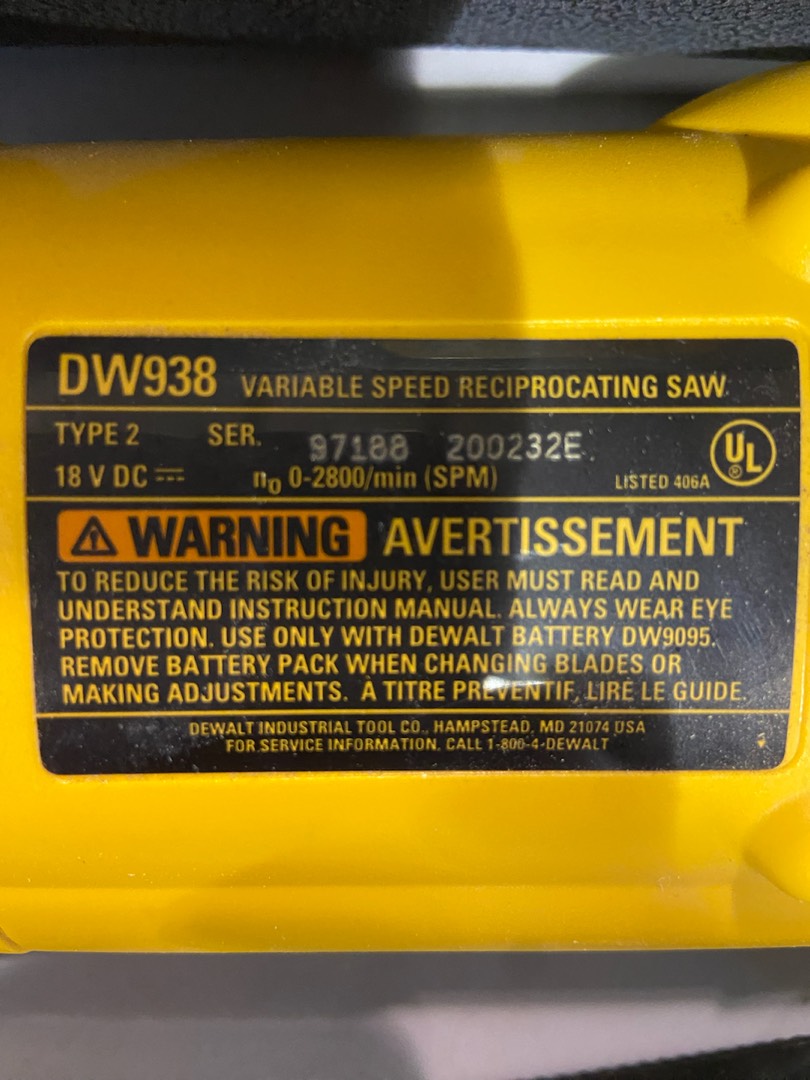 DW938 VARIABLE SPEED RECIPROCATING SAW
TYPE 2 SER. 97188 200232E
18 V DC n0 0-2800/min (SPM) LISTED 406A
UL ®
WARNING AVERTISSEMENT
TO REDUCE THE RISK OF INJURY, USER MUST READ AND
UNDERSTAND INSTRUCTION MANUAL. ALWAYS WEAR EYE
PROTECTION. USE ONLY WITH DEWALT BATTERY DW9095.
REMOVE BATTERY PACK WHEN CHANGING BLADES OR
MAKING ADJUSTMENTS. À TITRE PRÉVENTIF, LIRE LE GUIDE.
DEWALT INDUSTRIAL TOOL CO., HAMPSTEAD, MD 21074 USA
FOR SERVICE INFORMATION, CALL 1-800-4-DEWALT